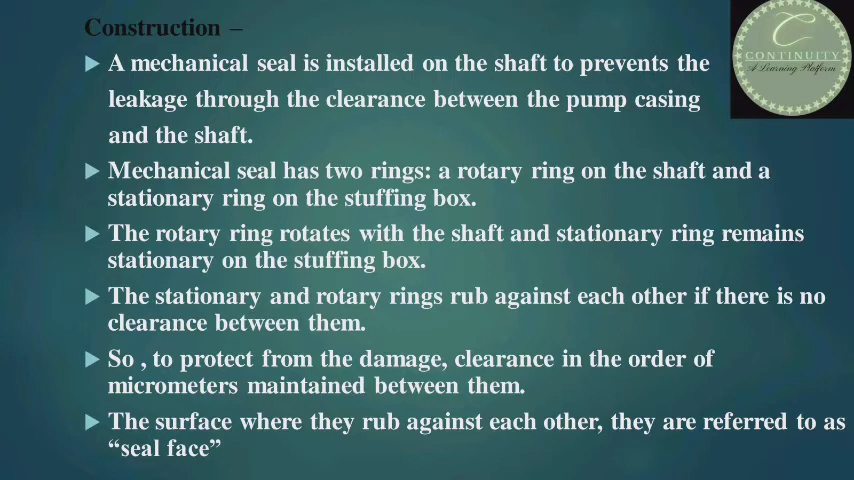 Construction –
A mechanical seal is installed on the shaft to prevents the
leakage through the clearance between the pump casing
and the shaft.
Mechanical seal has two rings: a rotary ring on the shaft and a
stationary ring on the stuffing box.
The rotary ring rotates with the shaft and stationary ring remains
stationary on the stuffing box.
The stationary and rotary rings rub against each other if there is no
clearance between them.
So , to protect from the damage, clearance in the order of
micrometers maintained between them.
The surface where they rub against each other, they are referred to as
“seal face”
C
CONTINUITY
A Learning Platform